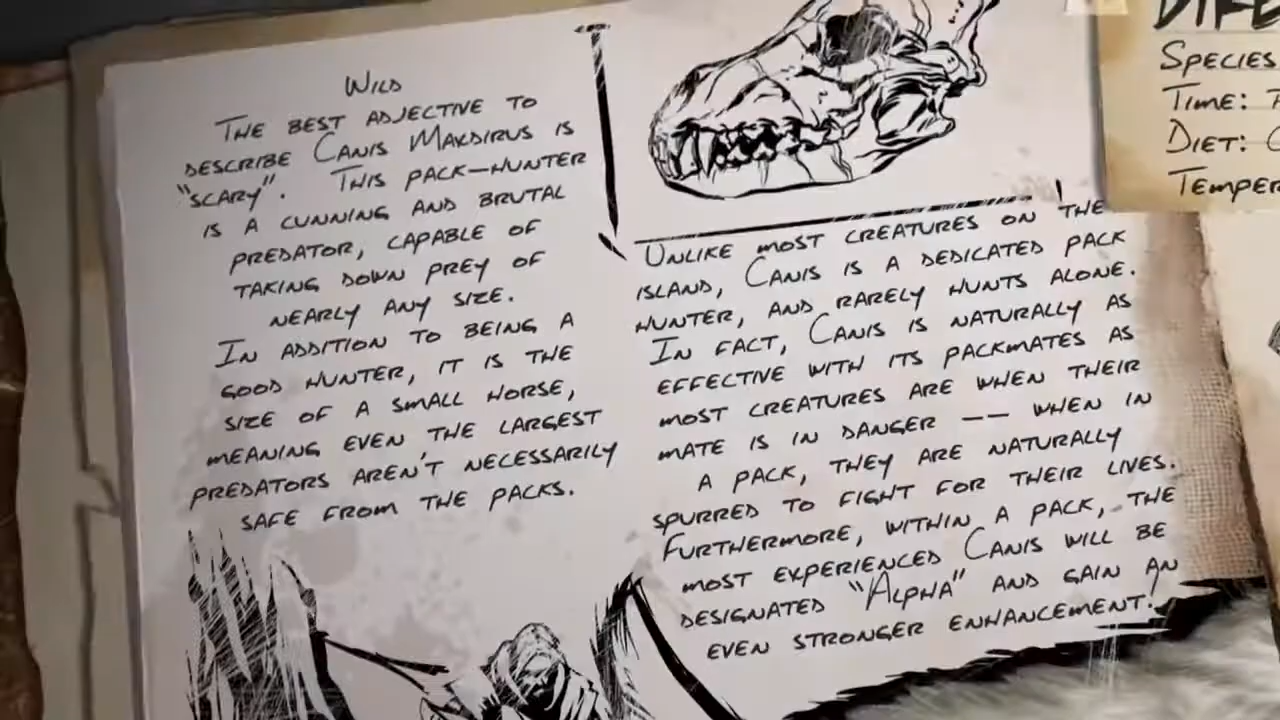 Wild
The best adjective to
describe Canis Maxdirus is
"scary". This pack-hunter
is a cunning and brutal
predator, capable of
taking down prey of
nearly any size.
In addition to being a
good hunter, it is the
size of a small horse,
meaning even the largest
predators aren't necessarily
safe from the packs.
Unlike most creatures on the
island, Canis is a dedicated pack
hunter, and rarely hunts alone.
In fact, Canis is naturally as
effective with its packmates as
most creatures are when their
mate is in danger -- when in
a pack, they are naturally
spurred to fight for their lives.
Furthermore, within a pack, the
most experienced Canis will be
designated "Alpha" and gain an
even stronger enhancement!
Species
Time:
Diet: